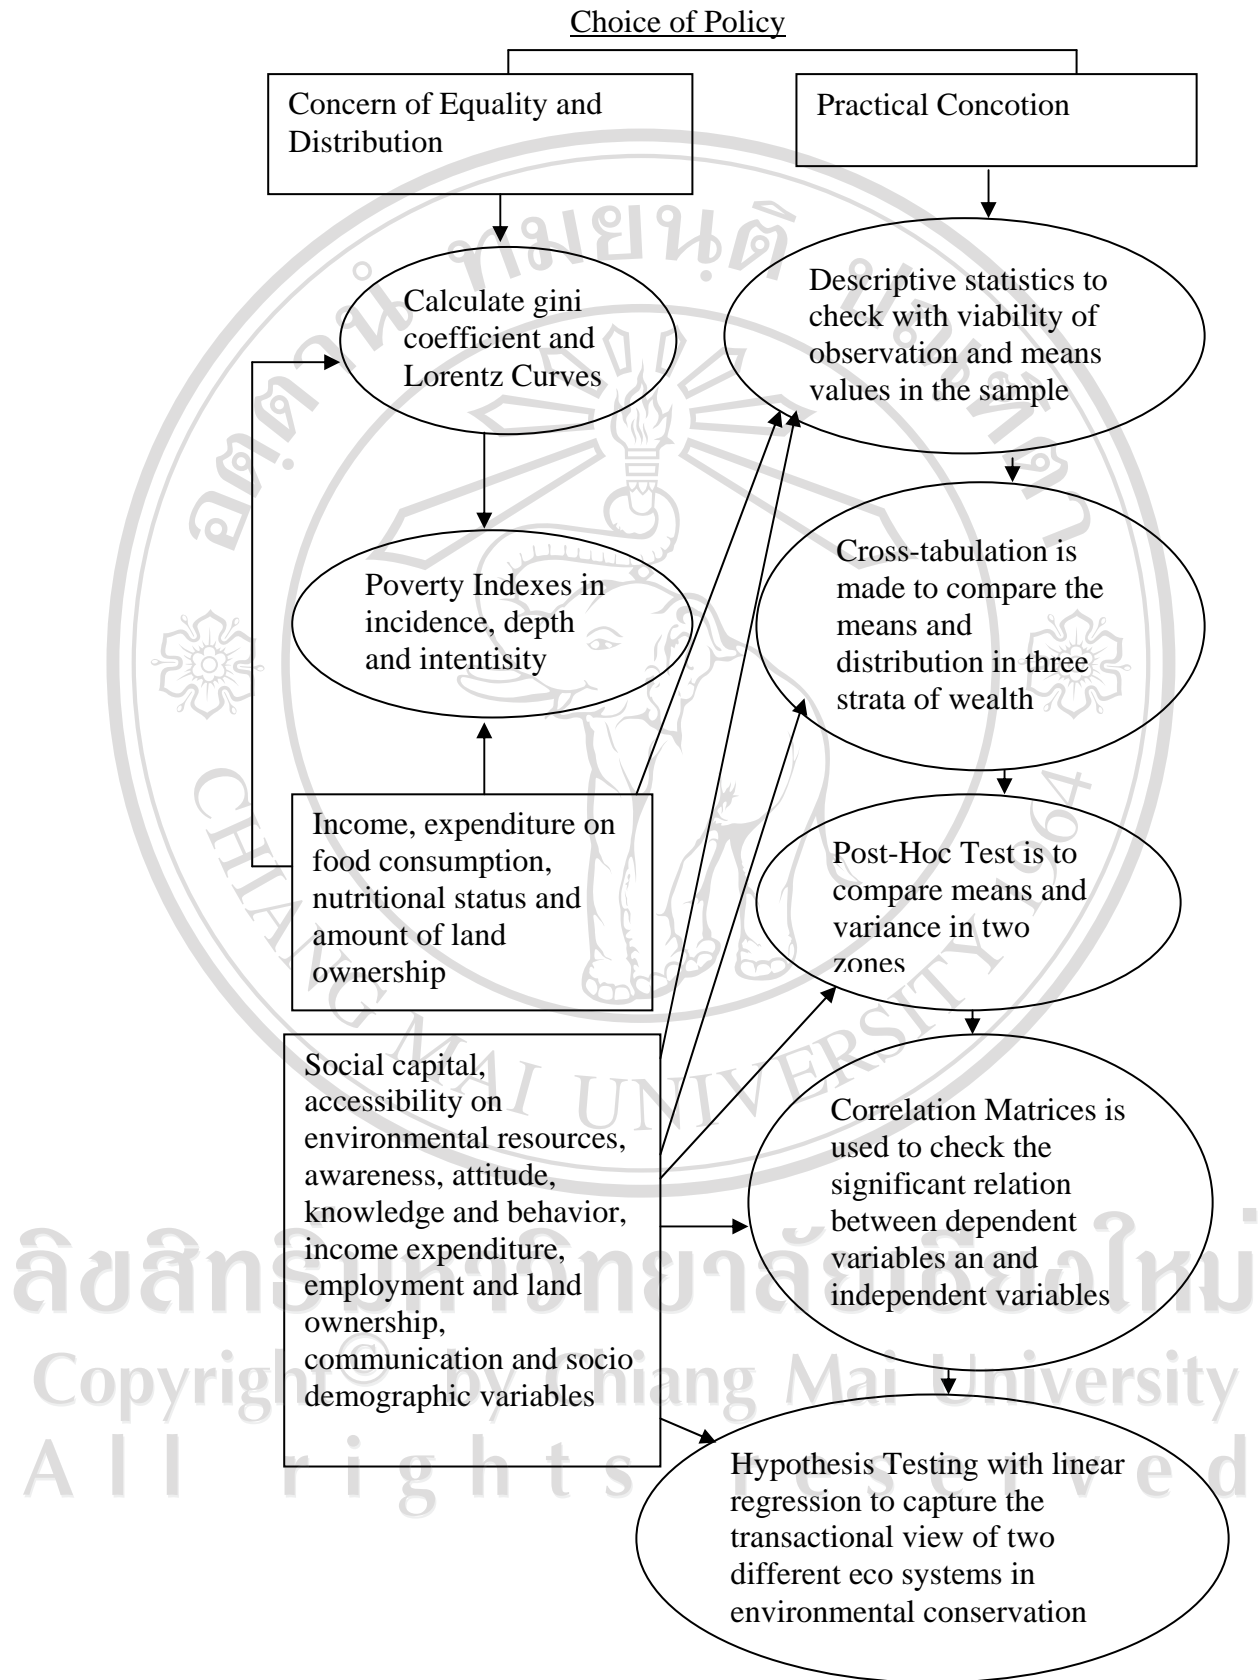 Choice of Policy
Concern of Equality and
Distribution
Practical Concotion
Calculate gini
coefficient and
Lorentz Curves
Descriptive statistics to
check with viability of
observation and means
values in the sample
Poverty Indexes in
incidence, depth
and intentisity
Cross-tabulation is
made to compare the
means and
distribution in three
strata of wealth
Income, expenditure on
food consumption,
nutritional status and
amount of land
ownership
Post-Hoc Test is to
compare means and
variance in two
zones
Social capital,
accessibility on
environmental resources,
awareness, attitude,
knowledge and behavior,
income expenditure,
employment and land
ownership,
communication and socio
demographic variables
Correlation Matrices is
used to check the
significant relation
between dependent
variables an and
independent variables
Hypothesis Testing with linear
regression to capture the
transactional view of two
different eco systems in
environmental conservation
CHIANG MAI UNIVERSITY 1964
ลิขสิทธิ์มหาวิทยาลัยเชียงใหม่
Copyright © by Chiang Mai University
All rights reserved